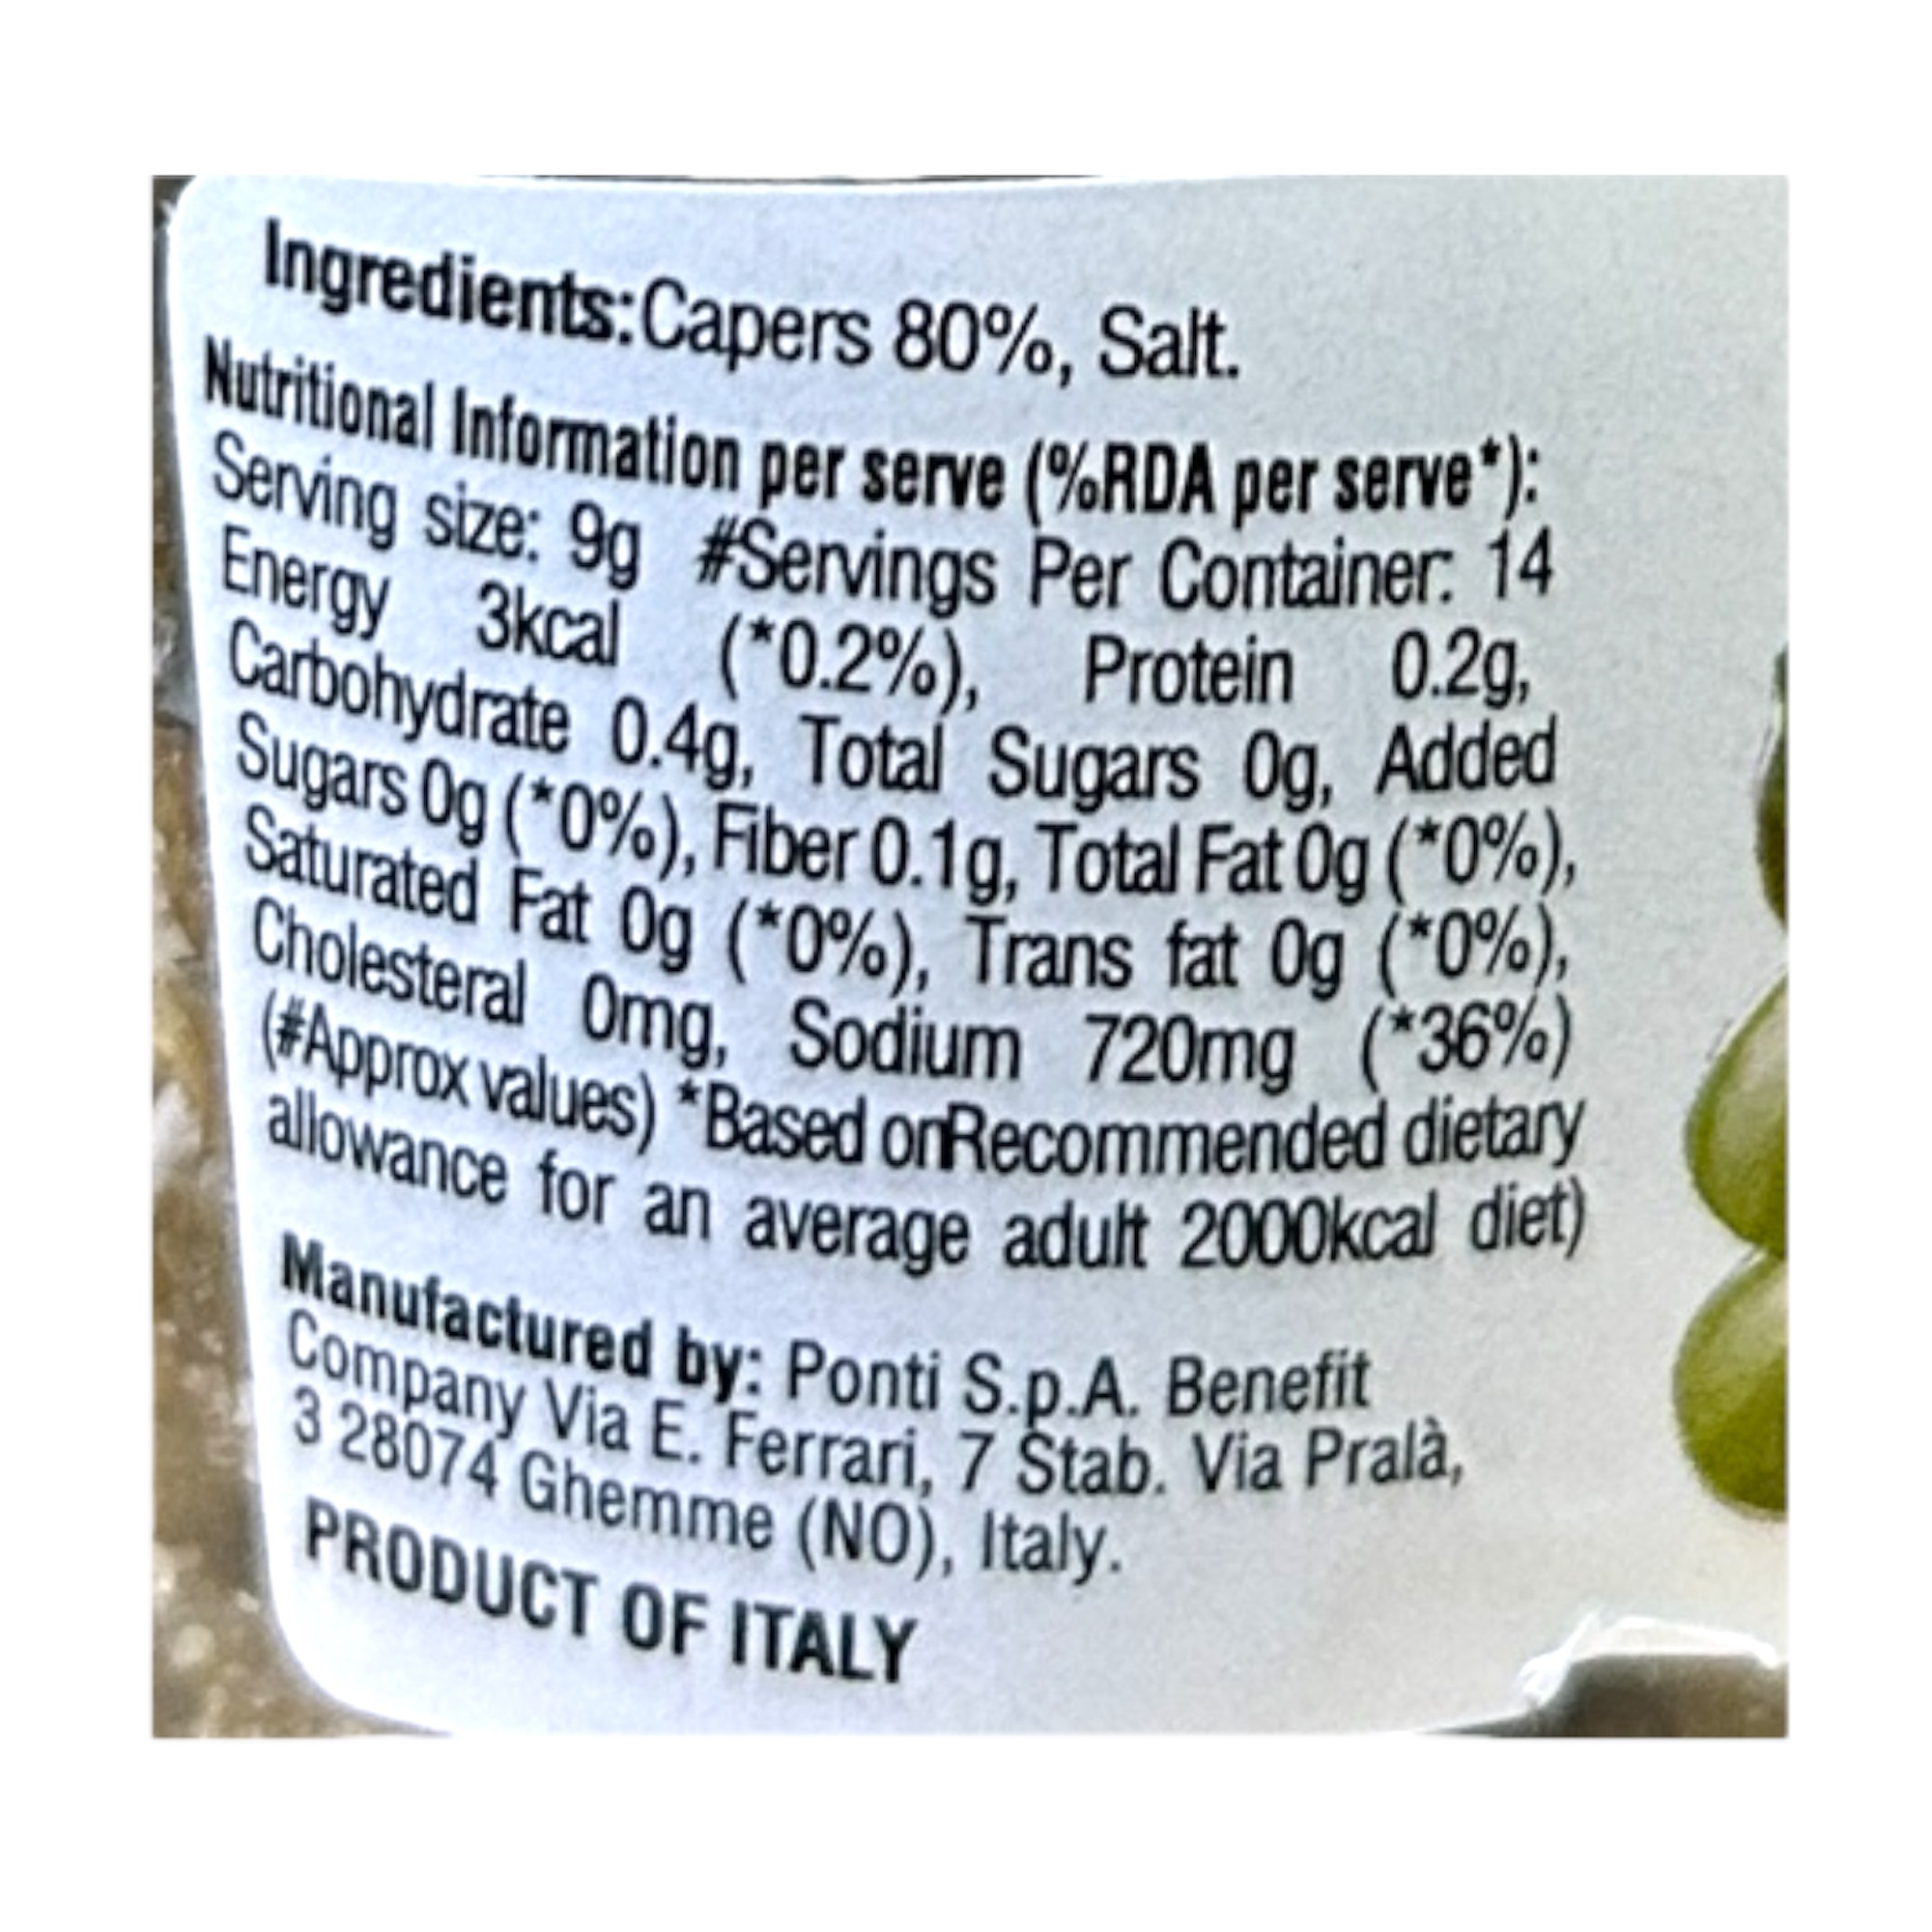 Ingredients:Capers 80%, Salt.
Nutritional Information per serve (%RDA per serve*):
Serving size: 9g #Servings Per Container: 14
Energy 3kcal (*0.2%), Protein 0.2g,
Carbohydrate 0.4g, Total Sugars 0g, Added
Sugars 0g (*0%), Fiber 0.1g, Total Fat 0g (*0%),
Saturated Fat 0g (*0%), Trans fat 0g (*0%),
Cholesteral 0mg, Sodium 720mg (*36%)
(#Approx values) *Based onRecommended dietary
allowance for an average adult 2000kcal diet)
Manufactured by: Ponti S.p.A. Benefit
Company Via E. Ferrari, 7 Stab. Via Pralà,
3 28074 Ghemme (NO), Italy.
PRODUCT OF ITALY